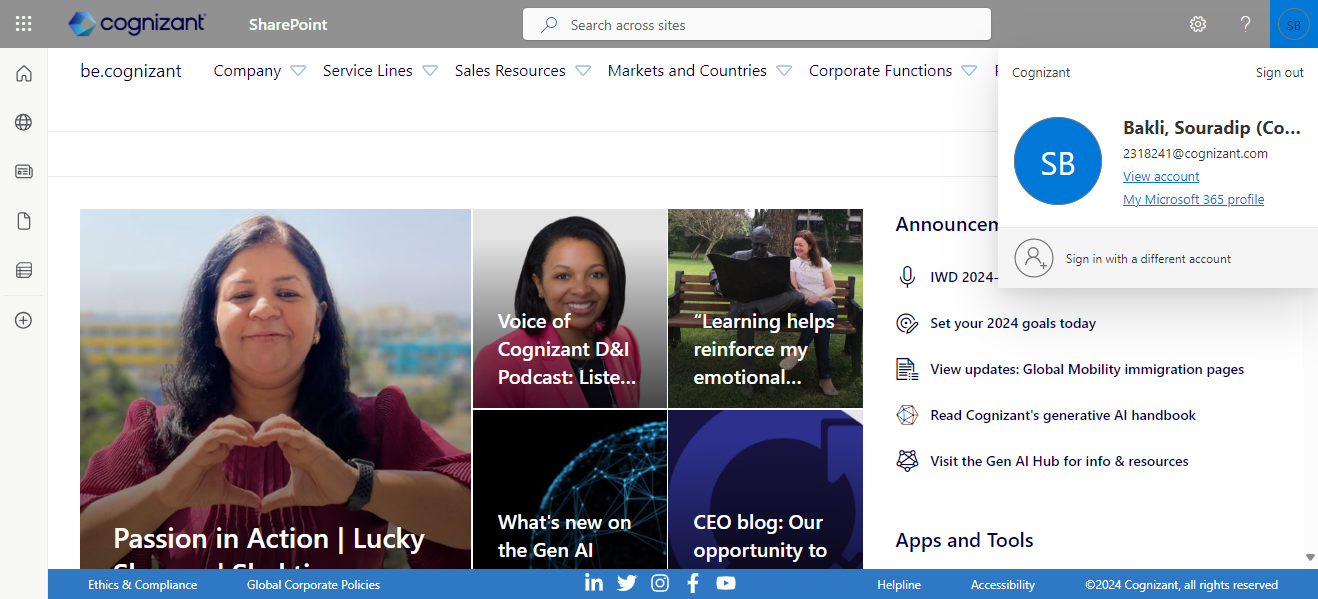 cognizant
SharePoint
Search across sites
?
SB
be.cognizant
Company
Service Lines
Sales Resources
Markets and Countries
Corporate Functions
Cognizant
Sign out
SB
Bakli, Souradip (Co...
2318241@cognizant.com
View account
My Microsoft 365 profile
Sign in with a different account
Passion in Action | Lucky
Voice of
Cognizant D&I
Podcast: Liste...
“Learning helps
reinforce my
emotional...
What's new on
the Gen AI
CEO blog: Our
opportunity to
IWD 2024-
Set your 2024 goals today
View updates: Global Mobility immigration pages
Read Cognizant's generative AI handbook
Visit the Gen AI Hub for info & resources
Apps and Tools
Ethics & Compliance
Global Corporate Policies
Helpline
Accessibility
©2024 Cognizant, all rights reserved